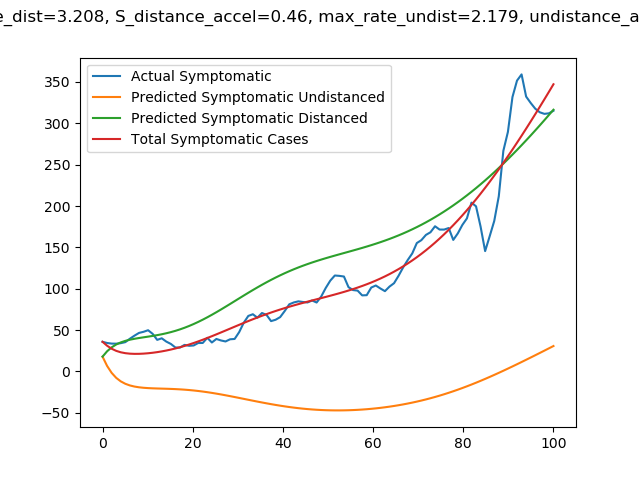 e_dist=3.208, S_distance_accel=0.46, max_rate_undist=2.179, undistance_a
Actual Symptomatic
Predicted Symptomatic Undistanced
Predicted Symptomatic Distanced
Total Symptomatic Cases
350
300
250
200
150
100
50
0
−50
0 20 40 60 80 100